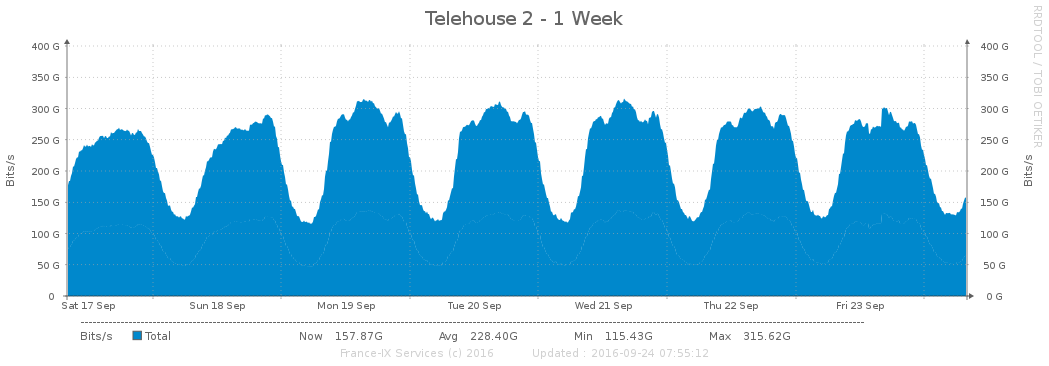 Telehouse 2 - 1 Week
RRDTOOL / TOBI OETIKER
400 G 400 G
350 G 350 G
300 G 300 G
250 G 250 G
200 G 200 G
150 G 150 G
100 G 100 G
50 G 50 G
0 0 G
Bits/s
Bits/s
Sat 17 Sep Sun 18 Sep Mon 19 Sep Tue 20 Sep Wed 21 Sep Thu 22 Sep Fri 23 Sep
Bits/s Total Now 157.87G Avg 228.40G Min 115.43G Max 315.62G
France-IX Services (c) 2016 Updated : 2016-09-24 07:55:12